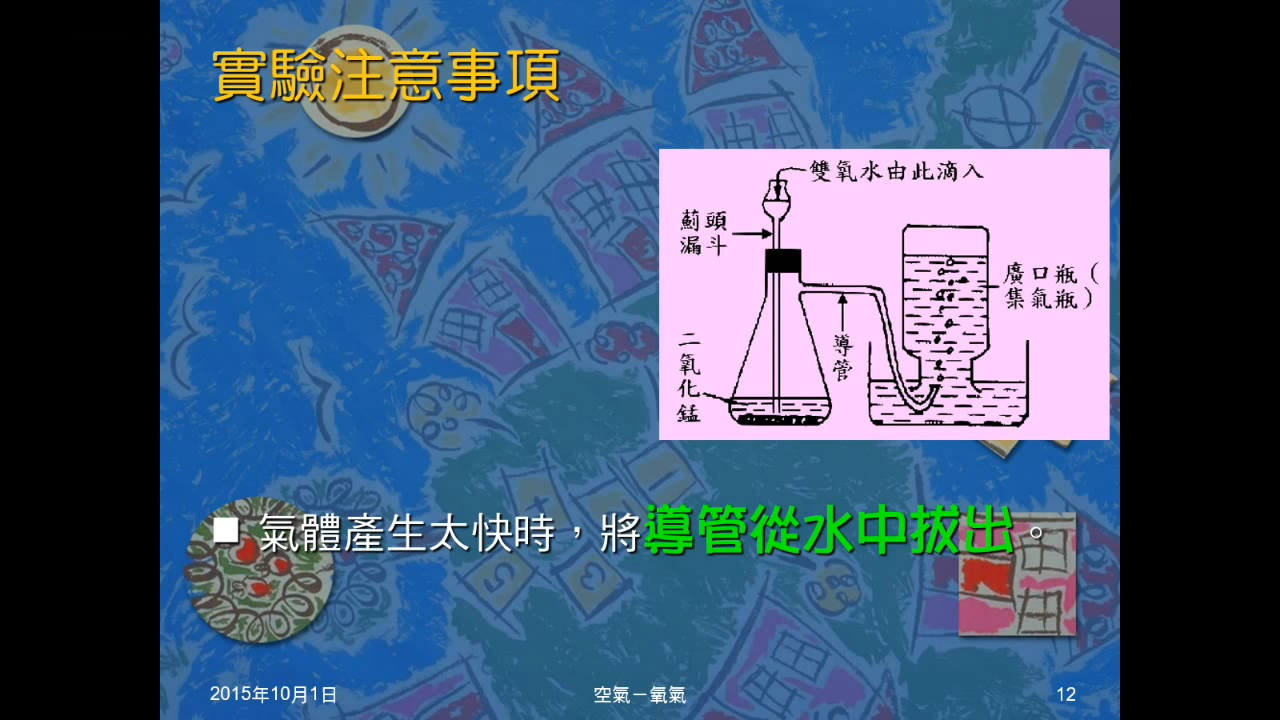 實驗注意事項
雙氧水由此滴入
薊頭
漏斗
廣口瓶(
集氣瓶)
導管
二氧化錳
■ 氣體產生太快時，將導管從水中拔出。
2015年10月1日
空氣－氧氣
12